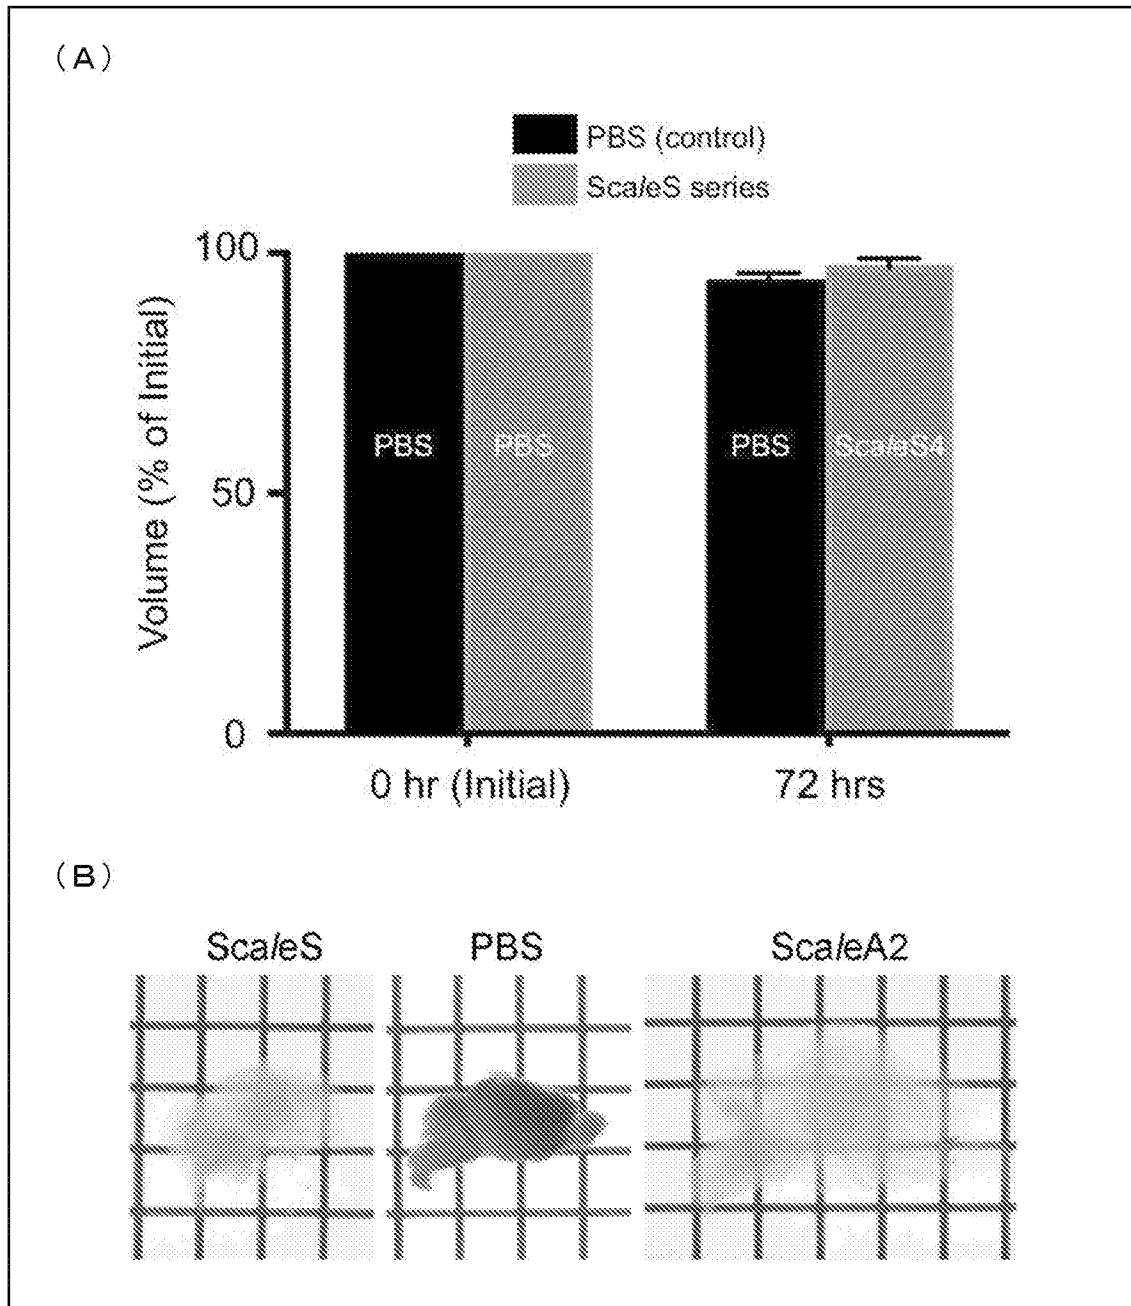 (A)
PBS (control)
ScaleS series
100
50
0
Volume (% of Initial)
PBS
PBS
PBS
ScaleS4
0 hr (Initial)
72 hrs
(B)
ScaleS
PBS
ScaleA2